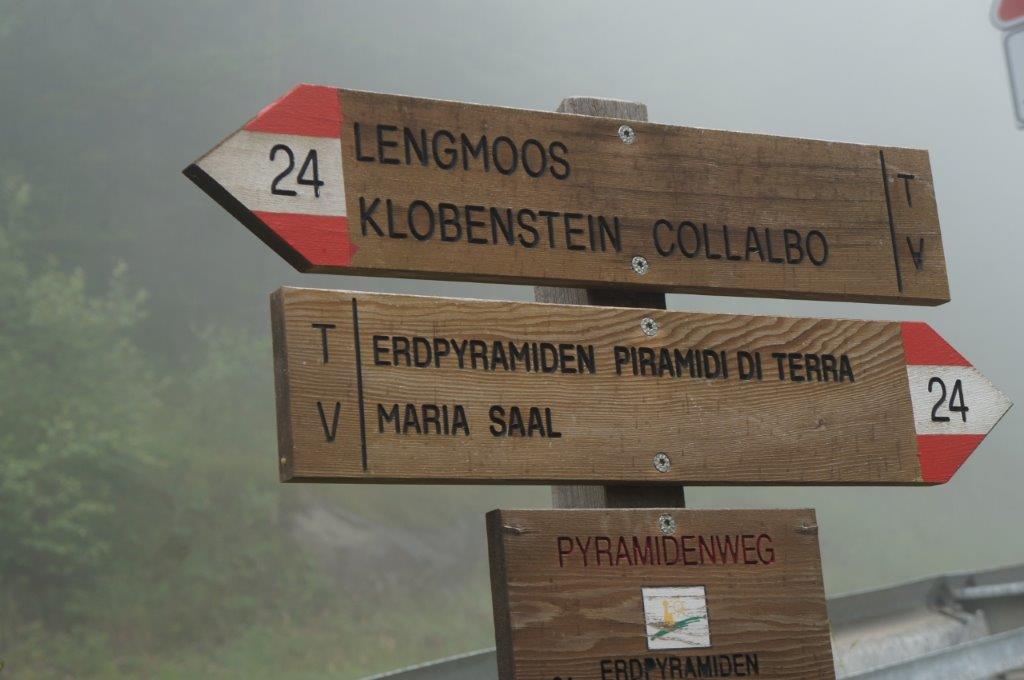 24
LENGMOOS
KLOBENSTEIN COLLALBO
T
V
T
V
ERDPYRAMIDEN PIRAMIDI DI TERRA
MARIA SAAL
24
PYRAMIDENWEG
ERDPYRAMIDEN